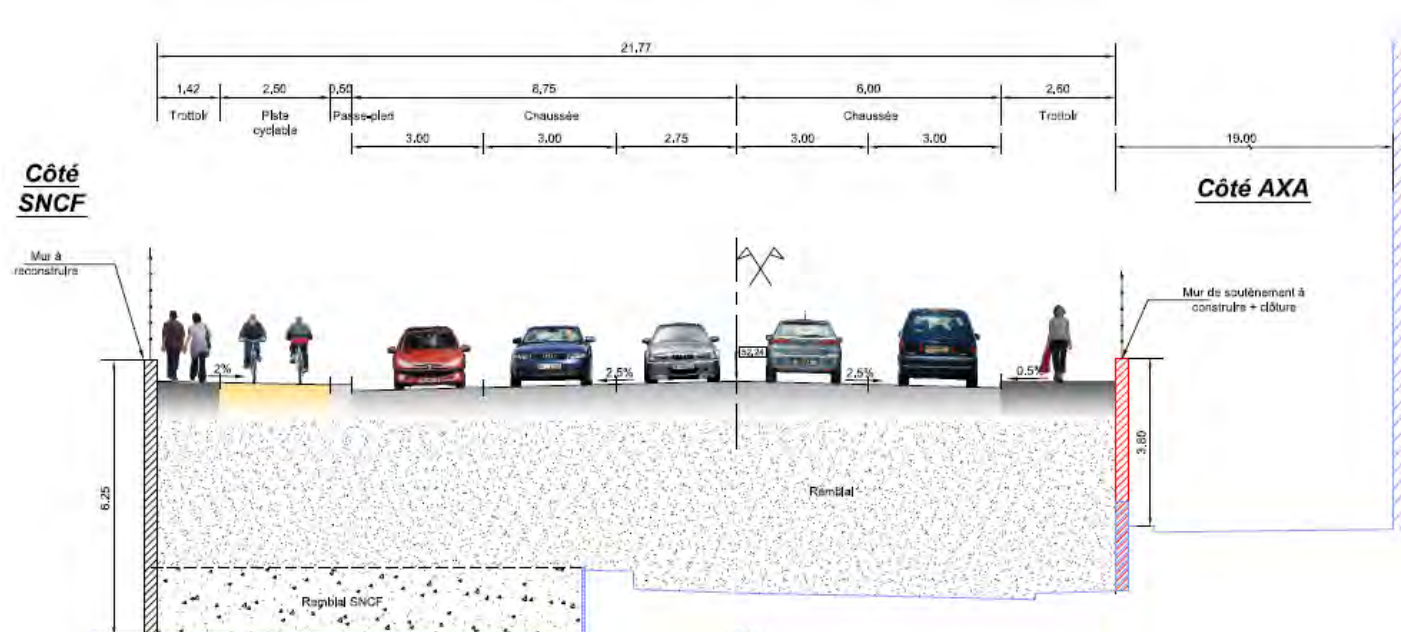 21,77
1,42
2,50
0,50
8,75
6,00
2,60
Trottoir
Piste
cyclable
Passe-pied
Chaussée
Chaussée
Trottoir
3.00
3.00
2.75
3.00
3.00
19.00
Côté
SNCF
Côté AXA
Mur à
reconstruire
Mur de soutènement à
construire + clôture
52,24
2%
2.5%
2.5%
0.5%
3,80
6.25
Remblai
Remblai SNCF